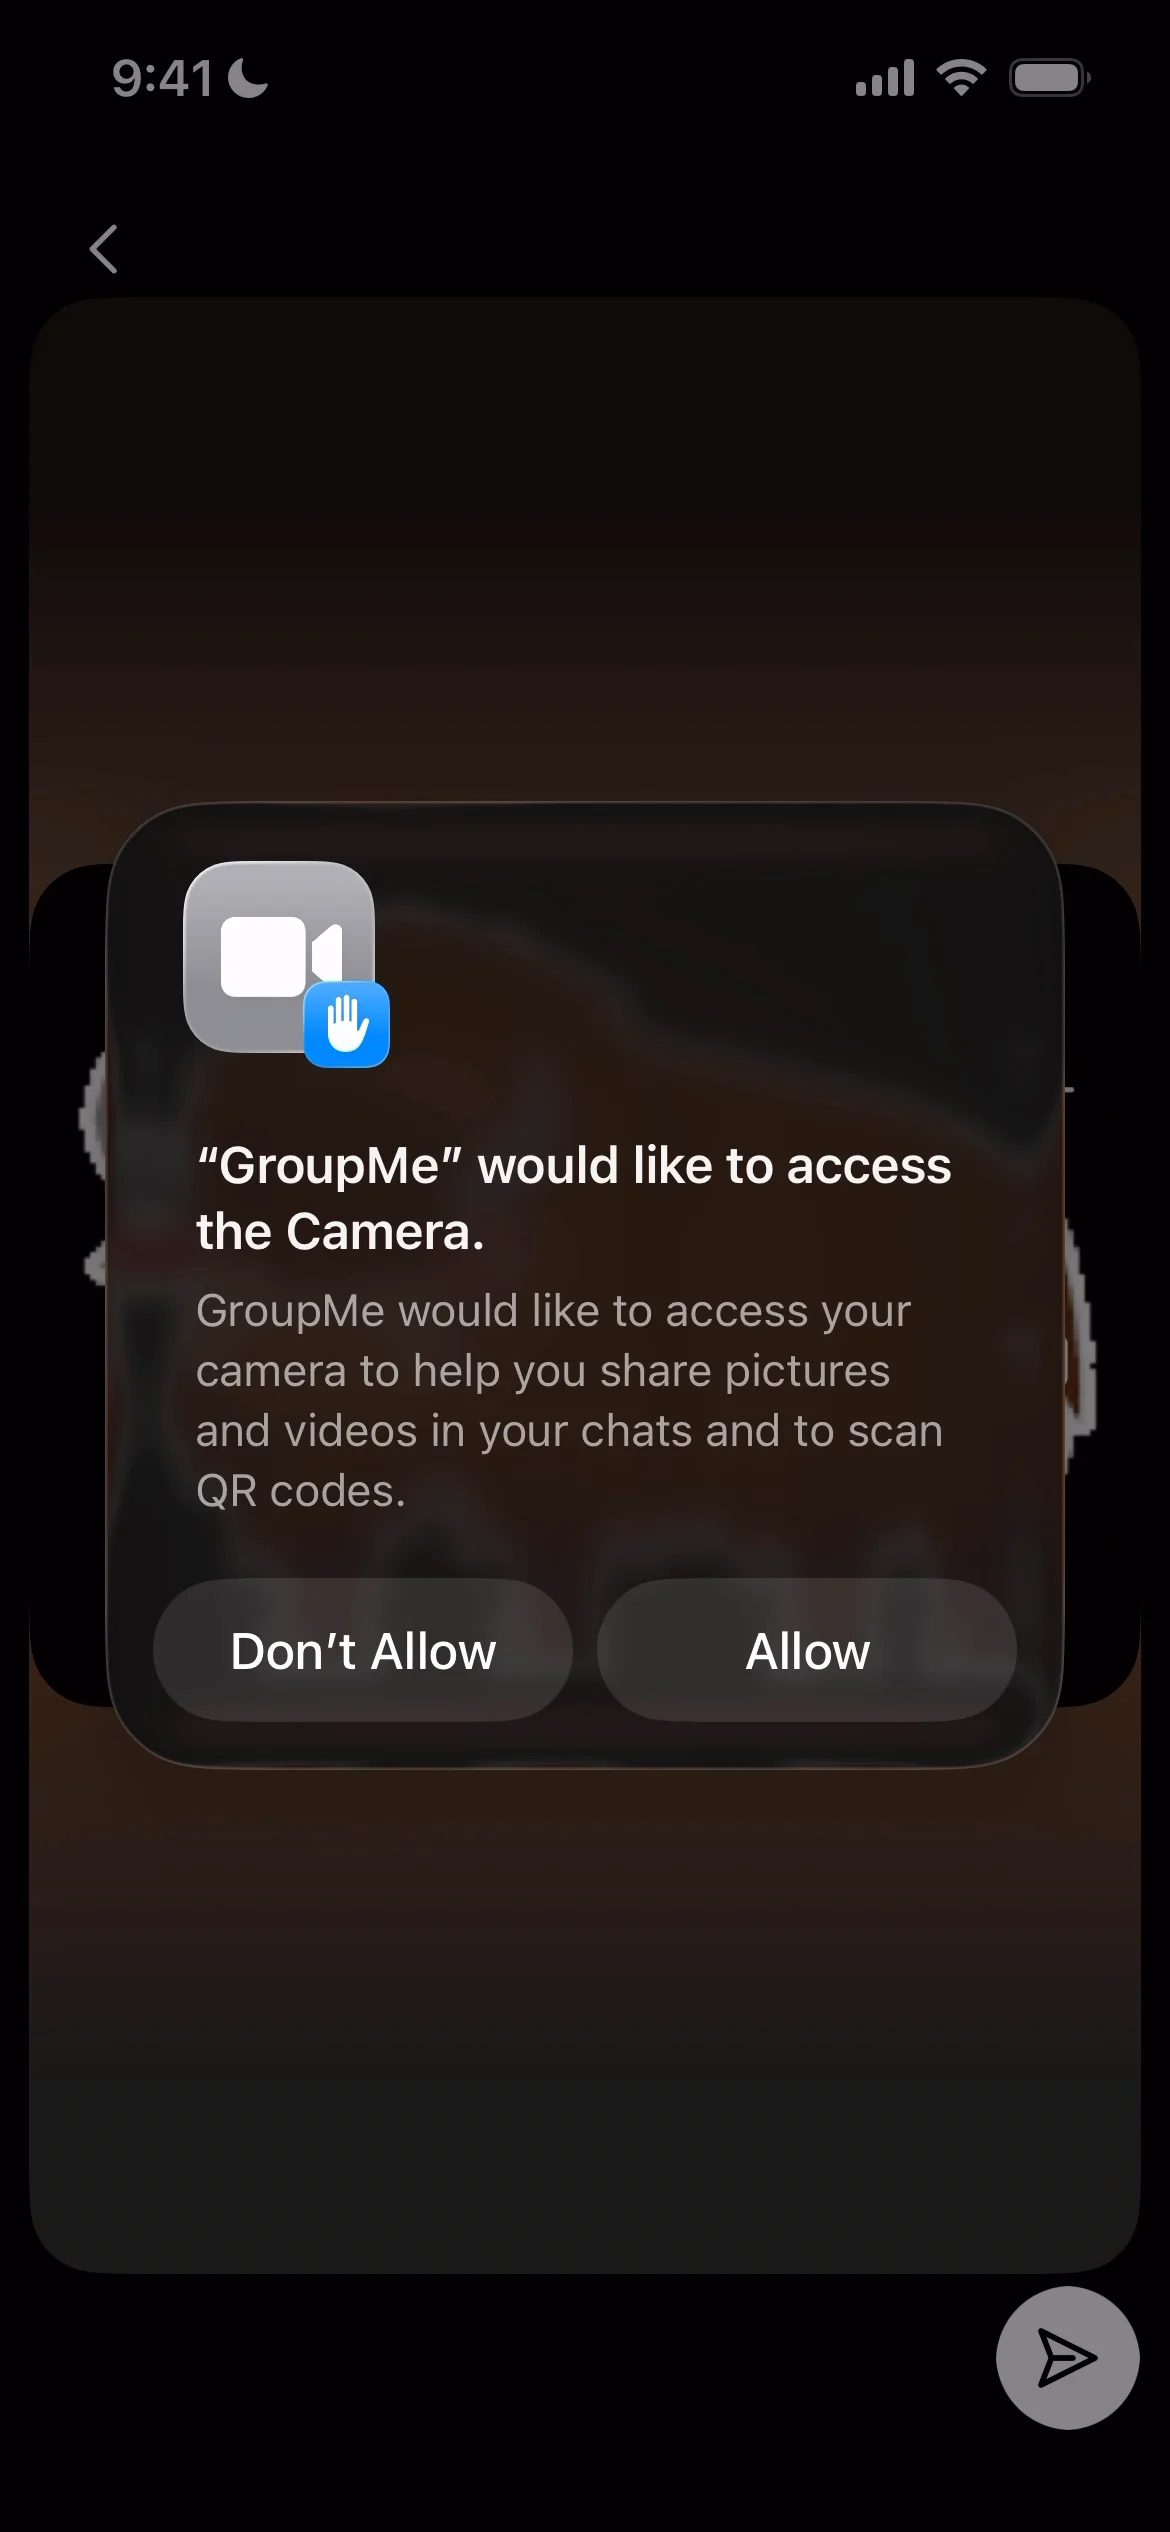 9:41
“GroupMe” would like to access
the Camera.
GroupMe would like to access your
camera to help you share pictures
and videos in your chats and to scan
QR codes.
Don’t Allow
Allow